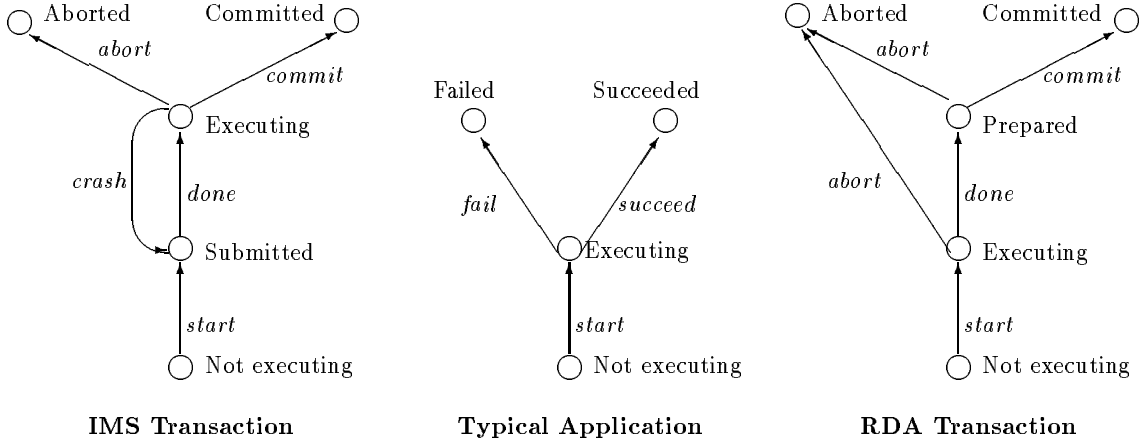 Aborted
Committed
abort
commit
Executing
crash
done
Submitted
start
Not executing
IMS Transaction
Failed
Succeeded
fail
succeed
Executing
start
Not executing
Typical Application
Aborted
Committed
abort
commit
Prepared
abort
done
Executing
start
Not executing
RDA Transaction